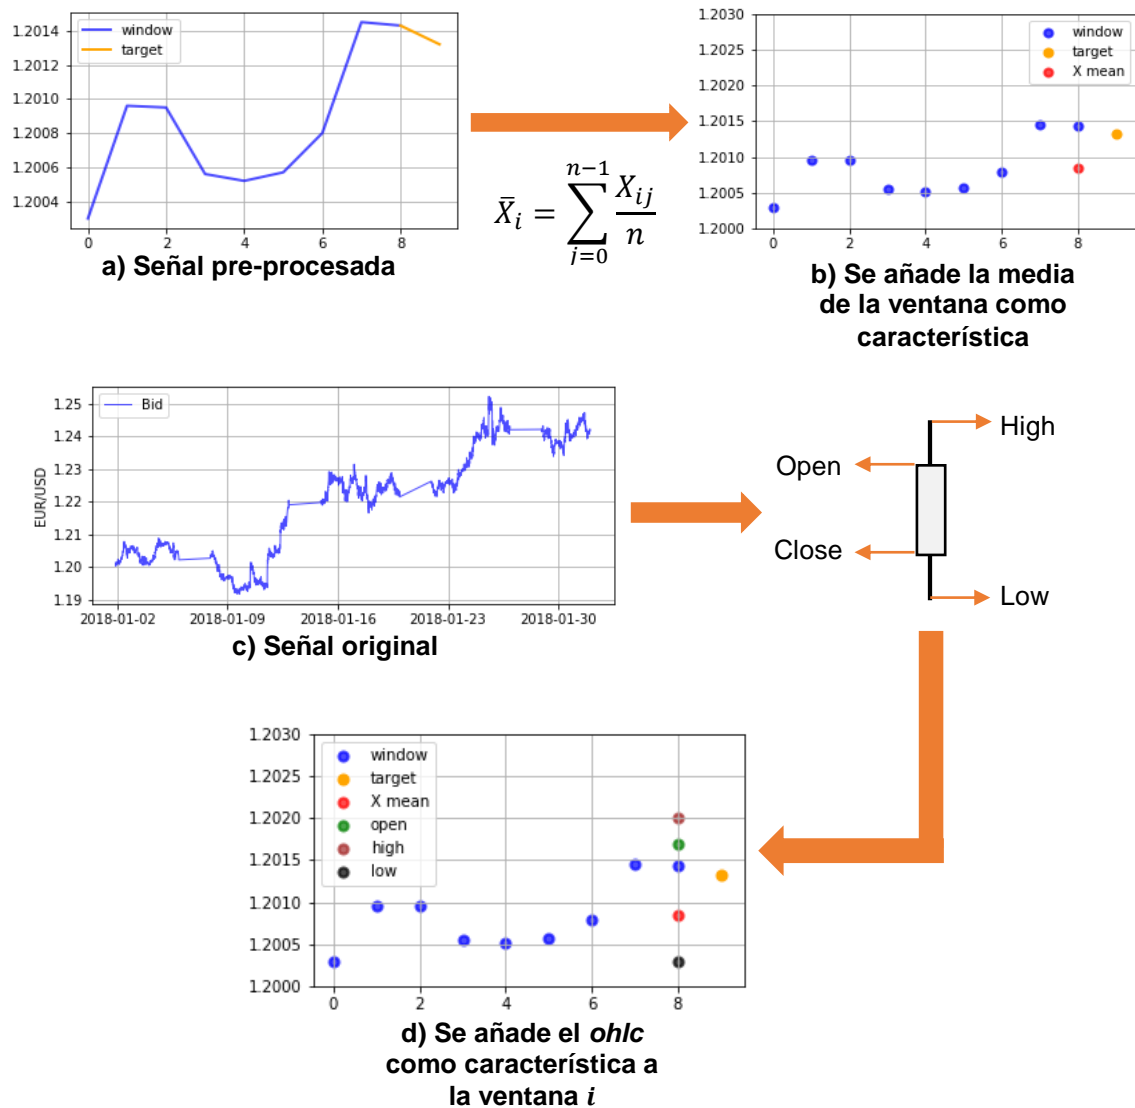 window
target
1.2014
1.2012
1.2010
1.2008
1.2006
1.2004
0
2
4
6
8
a) Señal pre-procesada
X̄ᵢ = ∑ⱼ₌₀ⁿ⁻¹ Xᵢⱼ/n
window
target
X mean
1.2030
1.2025
1.2020
1.2015
1.2010
1.2005
1.2000
0
2
4
6
8
b) Se añade la media
de la ventana como
característica
Bid
EUR/USD
1.25
1.24
1.23
1.22
1.21
1.20
1.19
2018-01-02
2018-01-09
2018-01-16
2018-01-23
2018-01-30
c) Señal original
High
Open
Close
Low
window
target
X mean
open
high
low
1.2030
1.2025
1.2020
1.2015
1.2010
1.2005
1.2000
0
2
4
6
8
d) Se añade el ohlc
como característica a
la ventana i